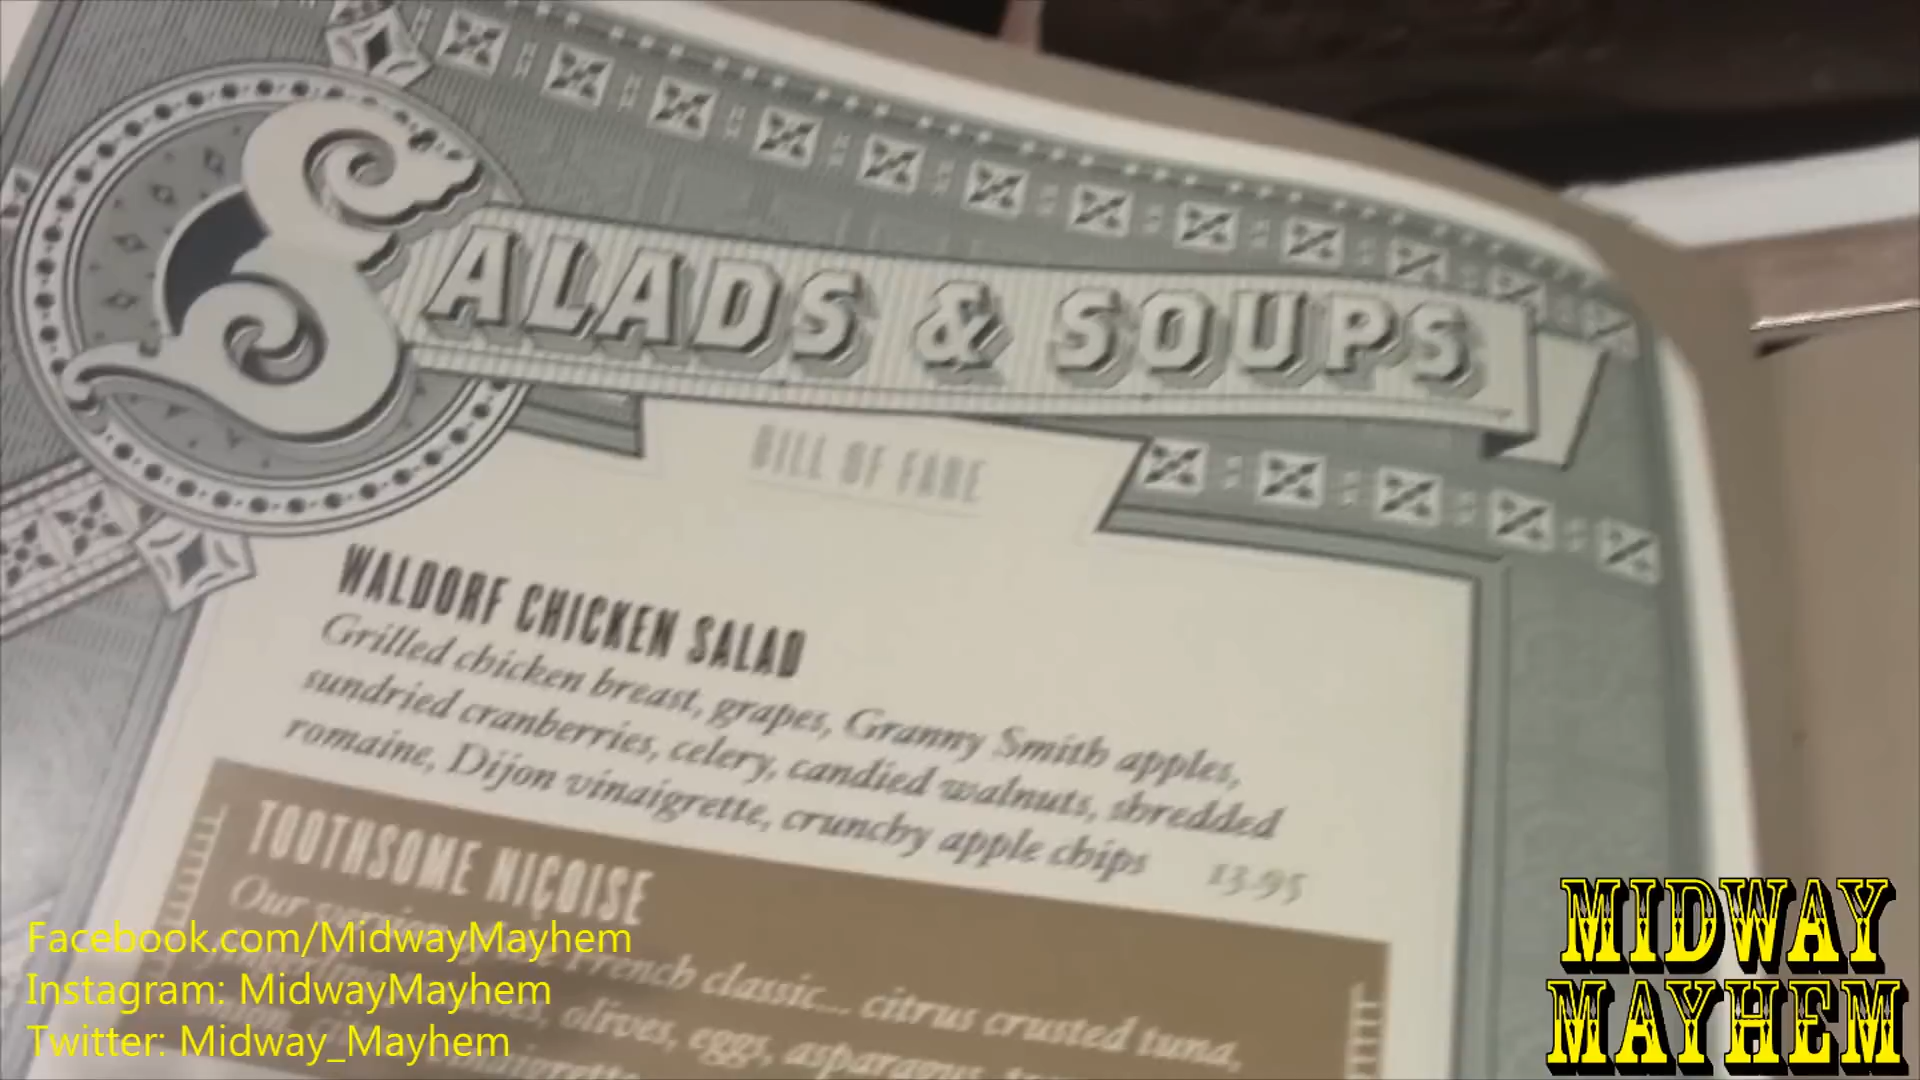 SALADS & SOUPS
BILL OF FARE
WALDORF CHICKEN SALAD
Grilled chicken breast, grapes, Granny Smith apples,
sundried cranberries, celery, candied walnuts, shredded
romaine, Dijon vinaigrette, crunchy apple chips 13.95
TOOTHSOME NIÇOISE
Our version French classic... citrus crusted tuna,
olives, eggs, asparagus,
Facebook.com/MidwayMayhem
Instagram: MidwayMayhem
Twitter: Midway_Mayhem
MIDWAY
MAYHEM